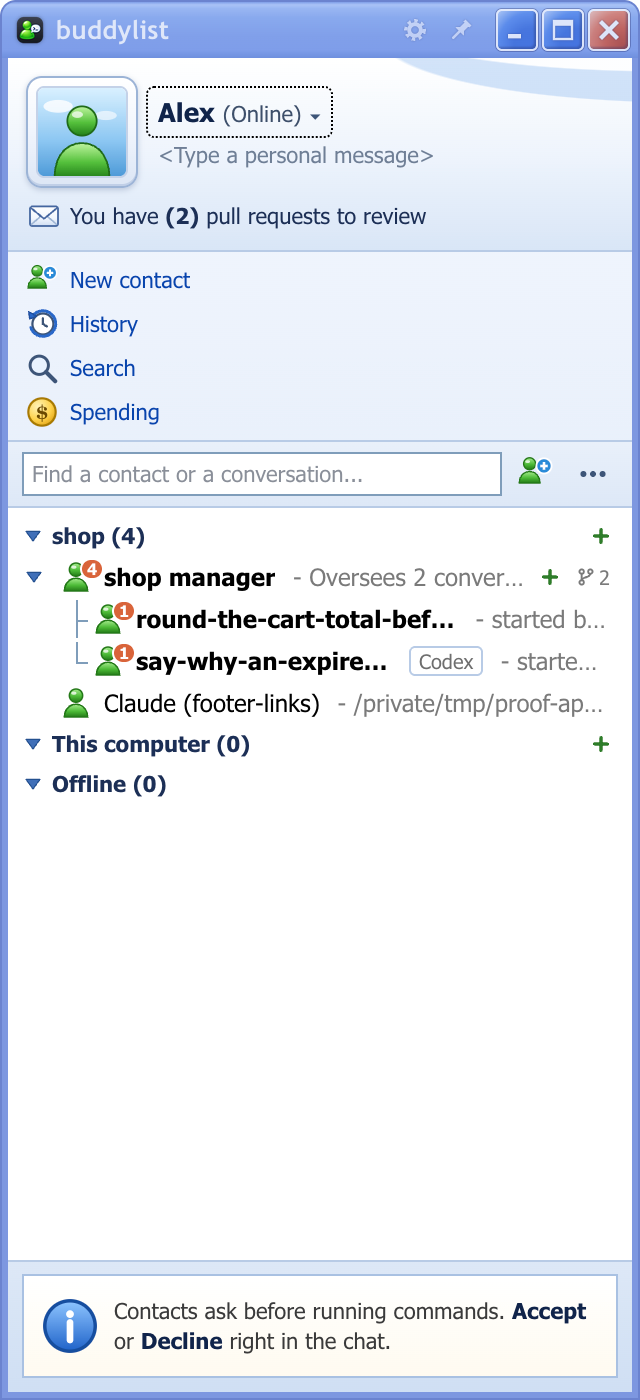 buddylist
Alex (Online)
<Type a personal message>
You have (2) pull requests to review
New contact
History
Search
$
Spending
Find a contact or a conversation...
shop (4)
4 shop manager - Oversees 2 conver... 2
1 round-the-cart-total-bef... - started b...
1 say-why-an-expire... Codex - starte...
Claude (footer-links) - /private/tmp/proof-ap...
This computer (0)
Offline (0)
Contacts ask before running commands. Accept
or Decline right in the chat.